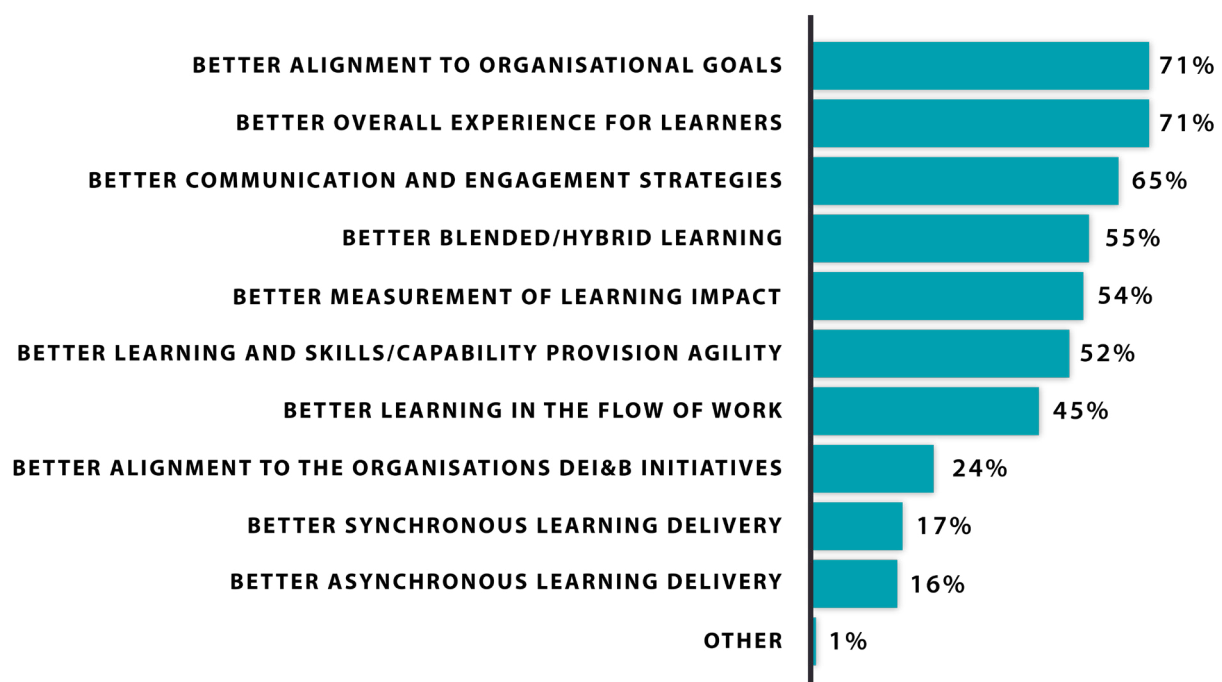 BETTER ALIGNMENT TO ORGANISATIONAL GOALS 71%
BETTER OVERALL EXPERIENCE FOR LEARNERS 71%
BETTER COMMUNICATION AND ENGAGEMENT STRATEGIES 65%
BETTER BLENDED/HYBRID LEARNING 55%
BETTER MEASUREMENT OF LEARNING IMPACT 54%
BETTER LEARNING AND SKILLS/CAPABILITY PROVISION AGILITY 52%
BETTER LEARNING IN THE FLOW OF WORK 45%
BETTER ALIGNMENT TO THE ORGANISATIONS DEI&B INITIATIVES 24%
BETTER SYNCHRONOUS LEARNING DELIVERY 17%
BETTER ASYNCHRONOUS LEARNING DELIVERY 16%
OTHER 1%